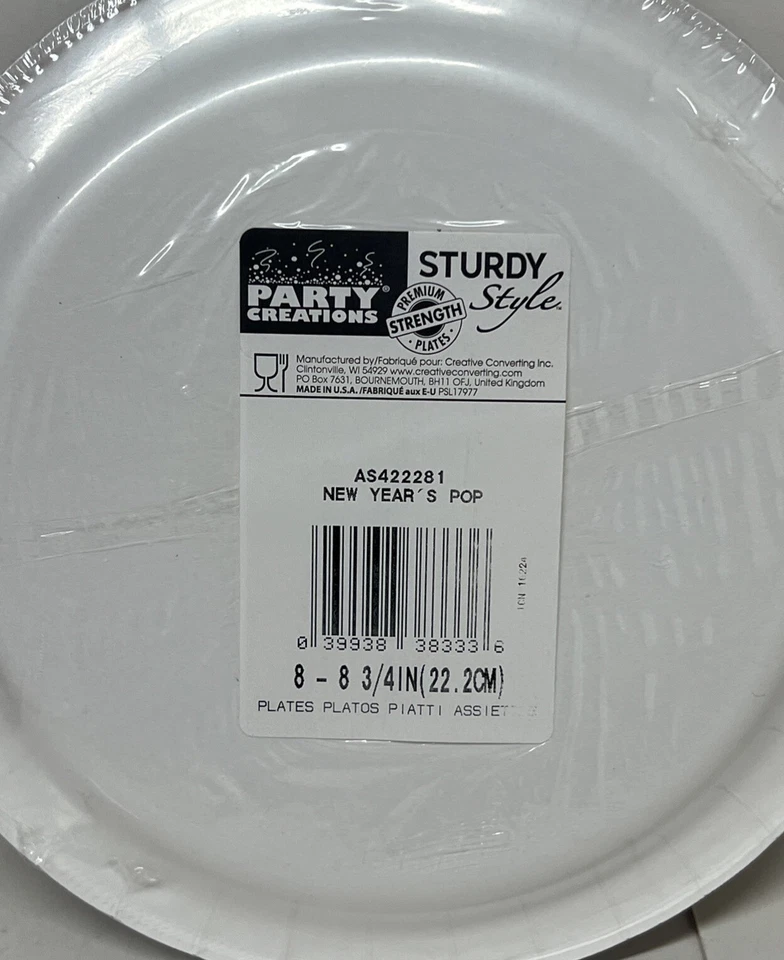 PARTY®
CREATIONS
STURDY
Style™
PREMIUM
STRENGTH
• PLATES •
Manufactured by/Fabriqué pour: Creative Converting Inc.
Clintonville, WI 54929 www.creativeconverting.com
PO Box 7631, BOURNEMOUTH, BH11 OFJ, United Kingdom
MADE IN U.S.A. /FABRIQUÉ aux E-U PSL17977
AS422281
NEW YEAR´S POP
0 39938 38333 6
8 - 8 3/4IN(22.2CM)
PLATES PLATOS PIATTI